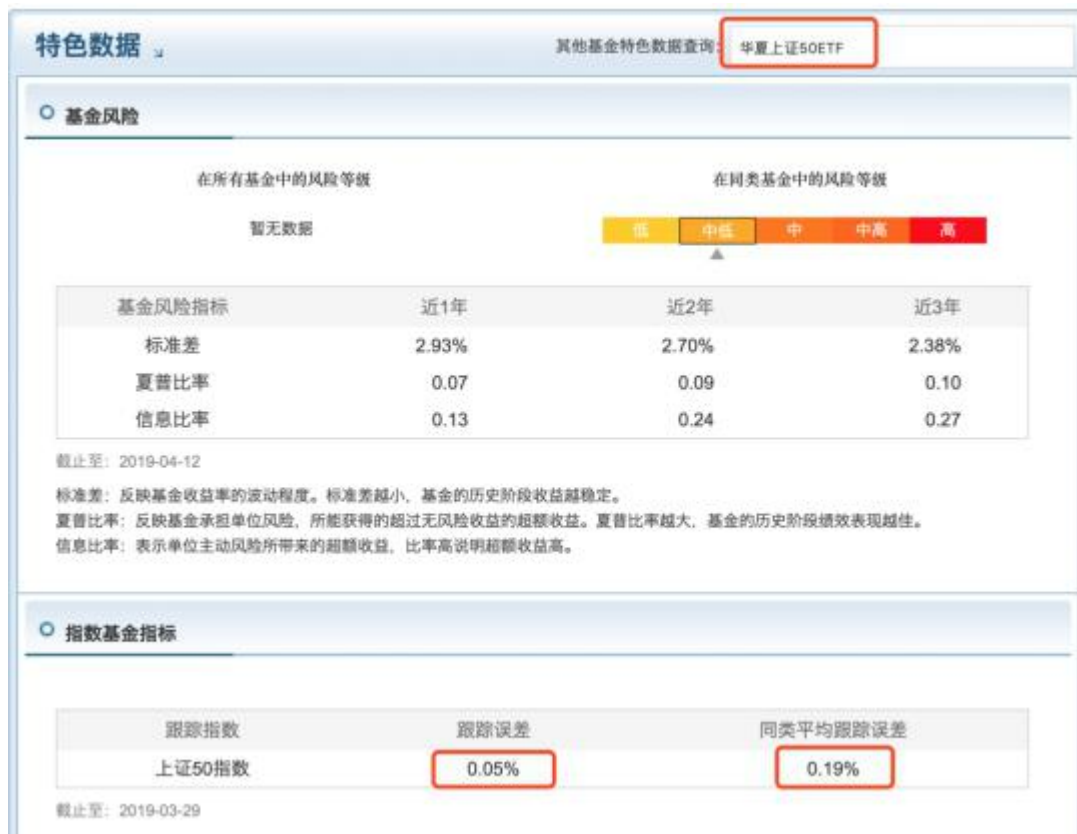 特色数据
其他基金特色数据查询: 华夏上证50ETF
基金风险
在所有基金中的风险等级 在同类基金中的风险等级
暂无数据 低 中低 中 中高 高
基金风险指标 近1年 近2年 近3年
标准差 2.93% 2.70% 2.38%
夏普比率 0.07 0.09 0.10
信息比率 0.13 0.24 0.27
截止至：2019-04-12
标准差：反映基金收益率的波动程度。标准差越小，基金的历史阶段收益越稳定。
夏普比率：反映基金承担单位风险，所能获得的超过无风险收益的超额收益。夏普比率越大，基金的历史阶段绩效表现越佳。
信息比率：表示单位主动风险所带来的超额收益，比率高说明超额收益高。
指数基金指标
跟踪指数 跟踪误差 同类平均跟踪误差
上证50指数 0.05% 0.19%
截止至：2019-03-29